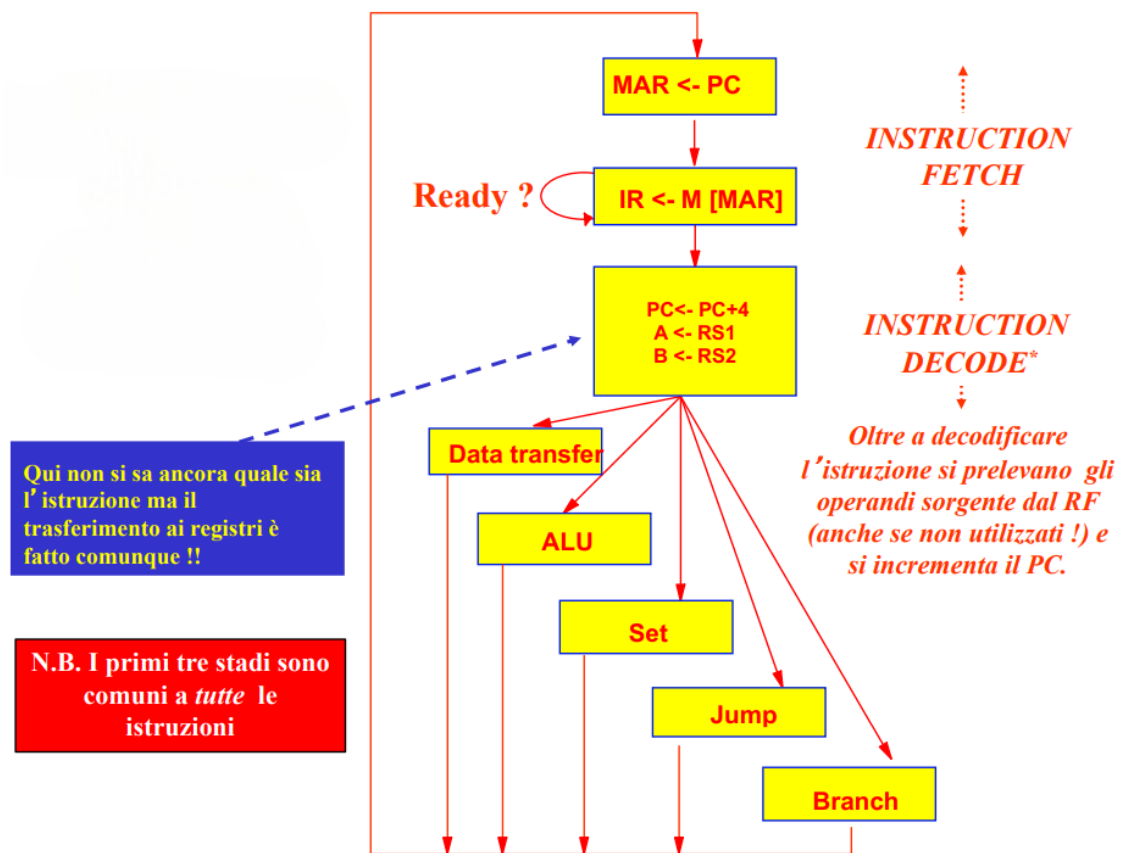 MAR <- PC
INSTRUCTION
FETCH
Ready ?
IR <- M [MAR]
PC<- PC+4
A <- RS1
B <- RS2
INSTRUCTION
DECODE*
Oltre a decodificare
l’istruzione si prelevano gli
operandi sorgente dal RF
(anche se non utilizzati !) e
si incrementa il PC.
Data transfer
Qui non si sa ancora quale sia
l’istruzione ma il
trasferimento ai registri è
fatto comunque !!
ALU
Set
N.B. I primi tre stadi sono
comuni a tutte le
istruzioni
Jump
Branch